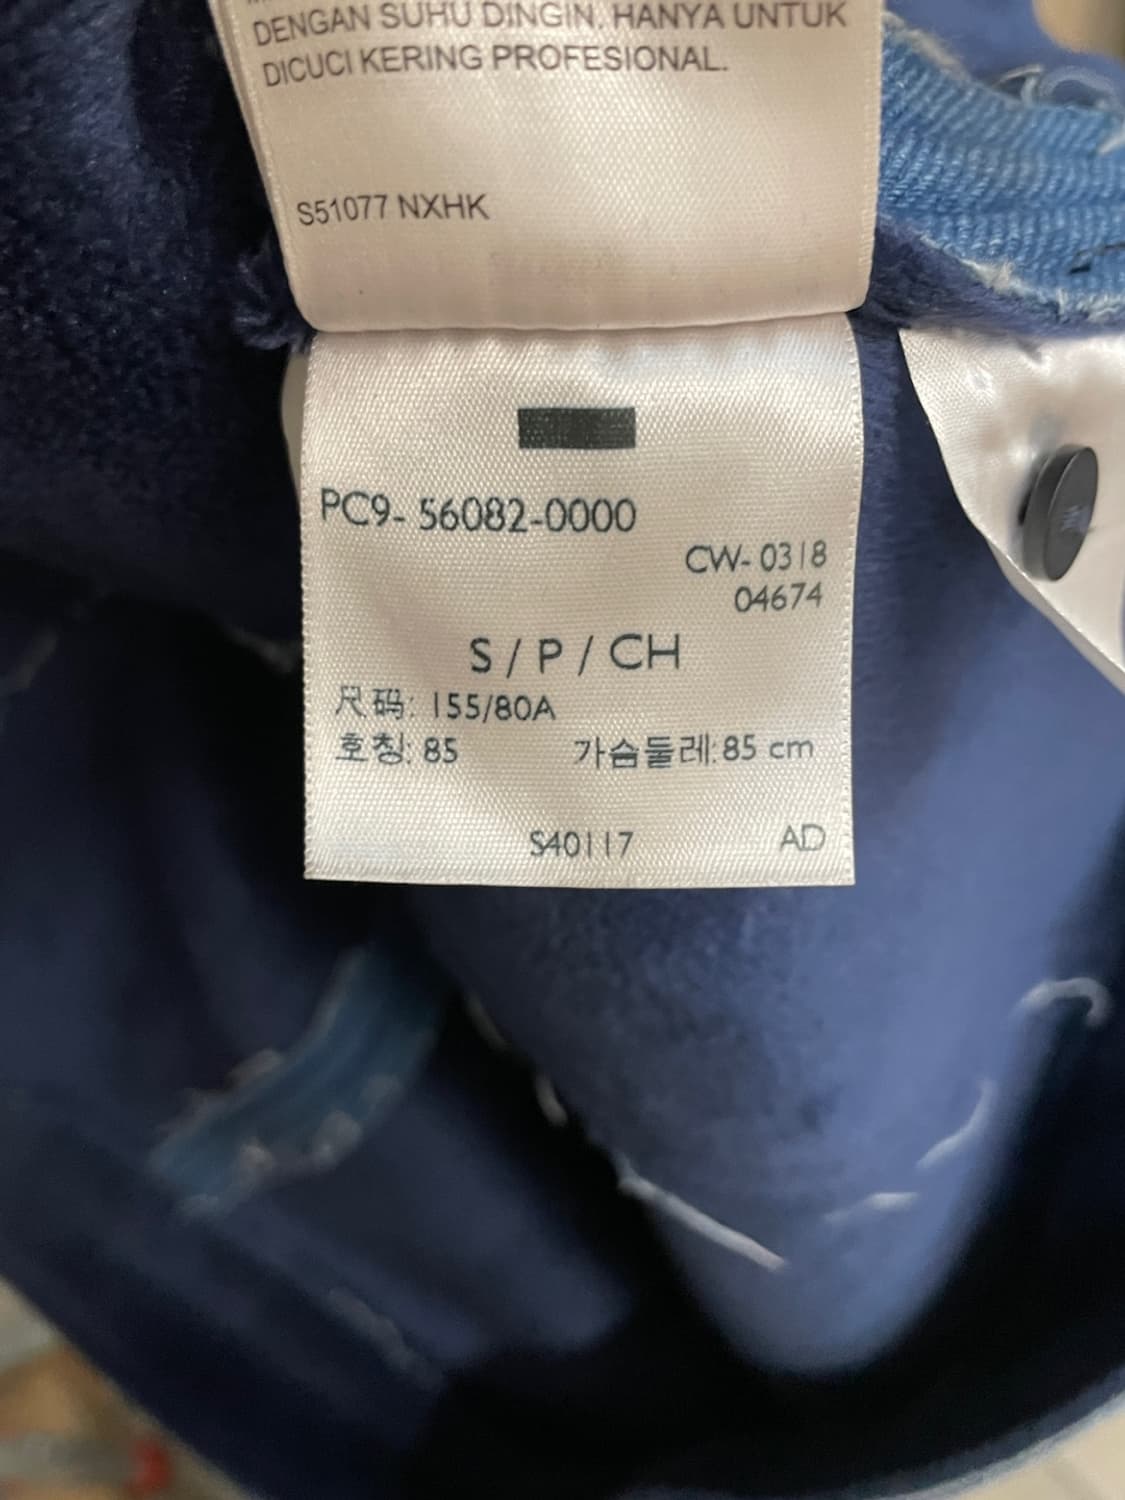 DENGAN SUHU DINGIN. HANYA UNTUK
DICUCI KERING PROFESIONAL.
S51077 NXHK
PC9- 56082-0000
CW- 0318
04674
S / P / CH
尺码: 155/80A
호칭: 85 가슴둘레: 85 cm
S40117 AD